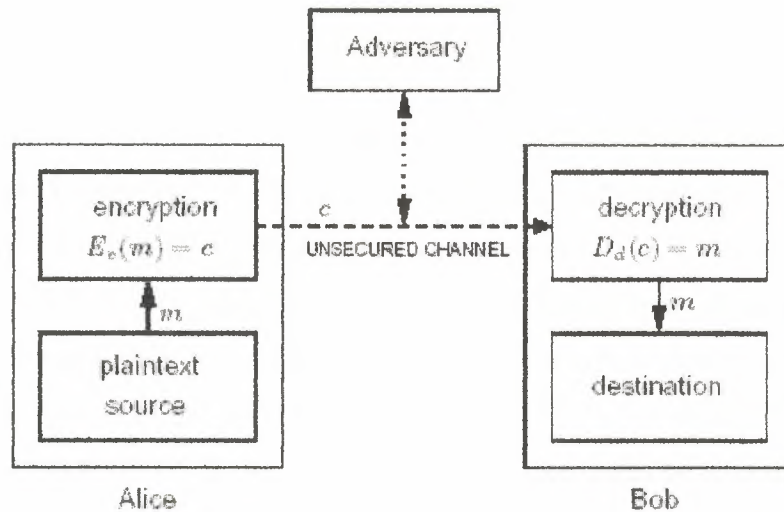 Adversary
encryption
E_e(m) = c
c
UNSECURED CHANNEL
decryption
D_d(c) = m
m
m
plaintext
source
destination
Alice
Bob